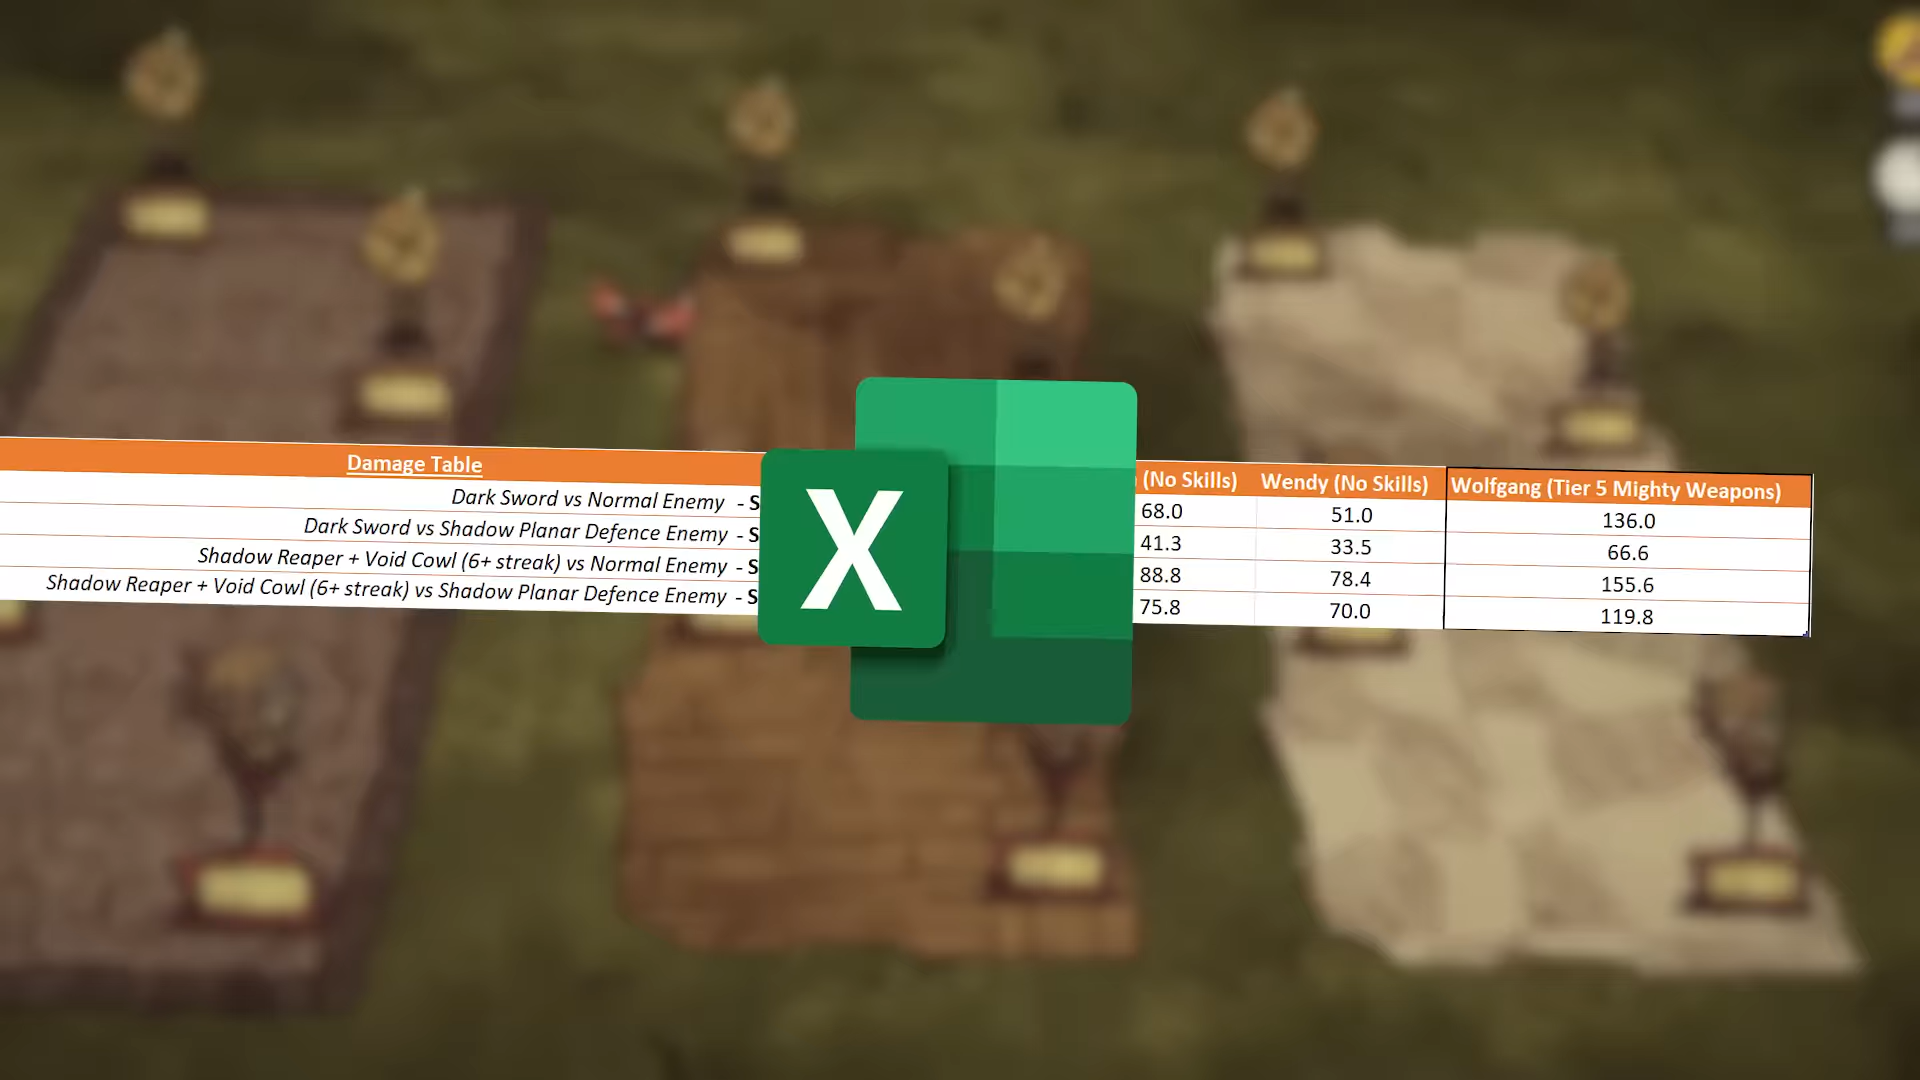 Damage Table (No Skills) Wendy (No Skills) Wolfgang (Tier 5 Mighty Weapons)
Dark Sword vs Normal Enemy - S 68.0 51.0 136.0
Dark Sword vs Shadow Planar Defence Enemy - S 41.3 33.5 66.6
Shadow Reaper + Void Cowl (6+ streak) vs Normal Enemy - S 88.8 78.4 155.6
Shadow Reaper + Void Cowl (6+ streak) vs Shadow Planar Defence Enemy - S 75.8 70.0 119.8
X